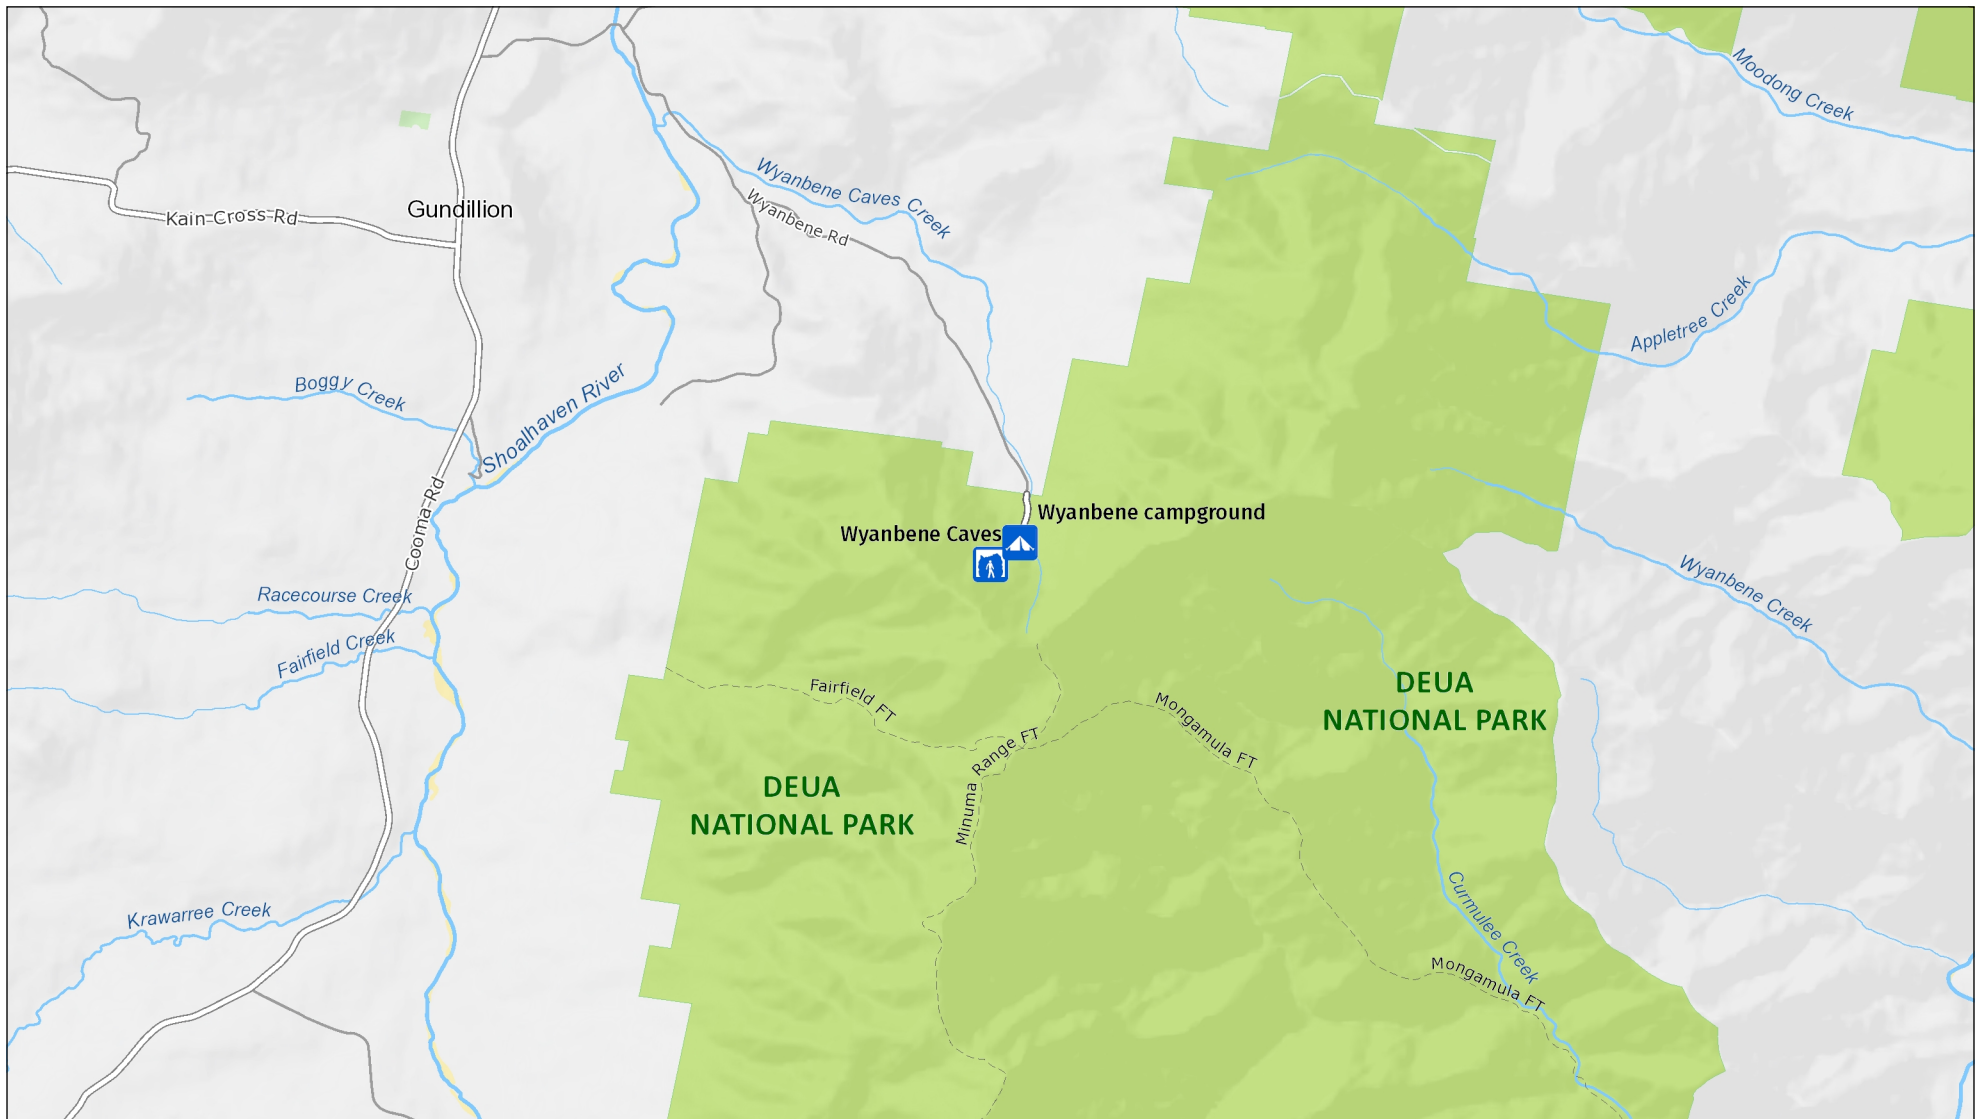 Moodong Creek
Wyanbene Caves Creek
Kain Cross Rd
Gundillion
Wyanbene Rd
Appletree Creek
Boggy Creek
Shoalhaven River
Cooma Rd
Wyanbene campground
Wyanbene Caves
Racecourse Creek
Fairfield Creek
Wyanbene Creek
Fairfield FT
DEUA
NATIONAL PARK
Mongamula FT
Minuma Range FT
DEUA
NATIONAL PARK
Krawarree Creek
Curmulee Creek
Mongamula FT